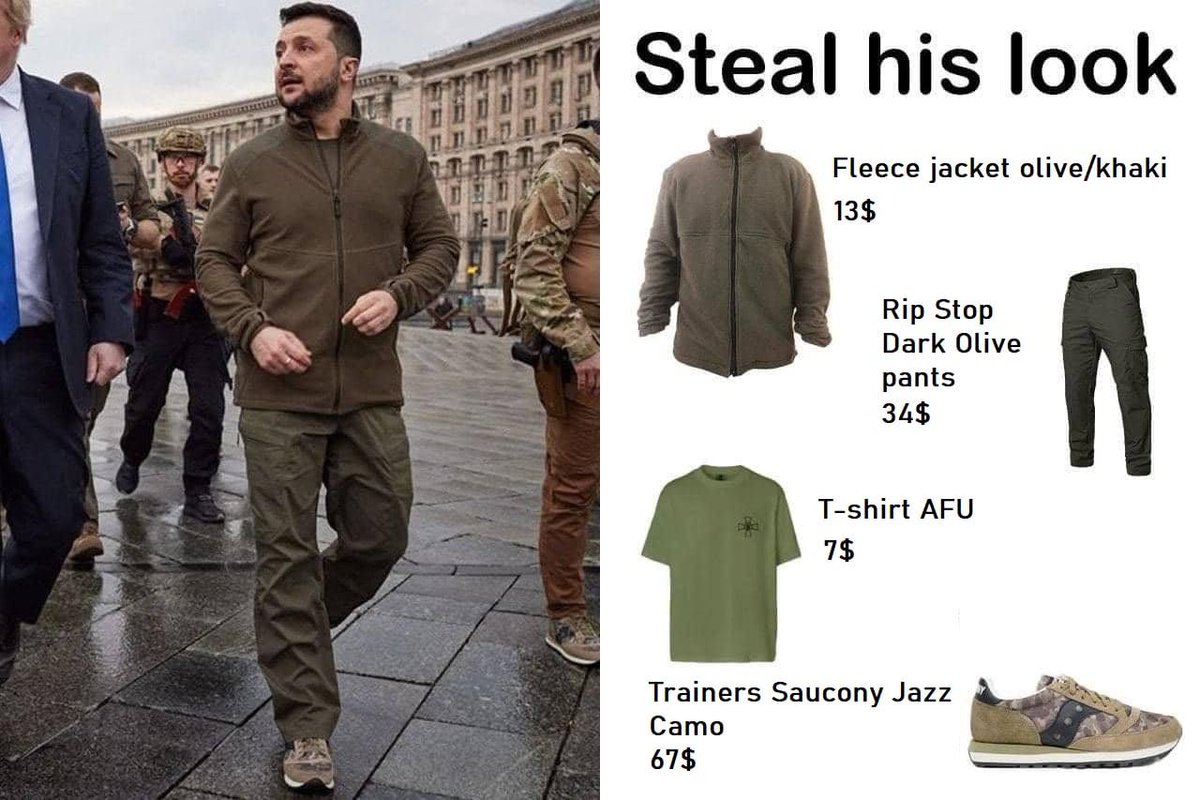 Steal his look
Fleece jacket olive/khaki
13$
Rip Stop
Dark Olive
pants
34$
T-shirt AFU
7$
Trainers Saucony Jazz
Camo
67$